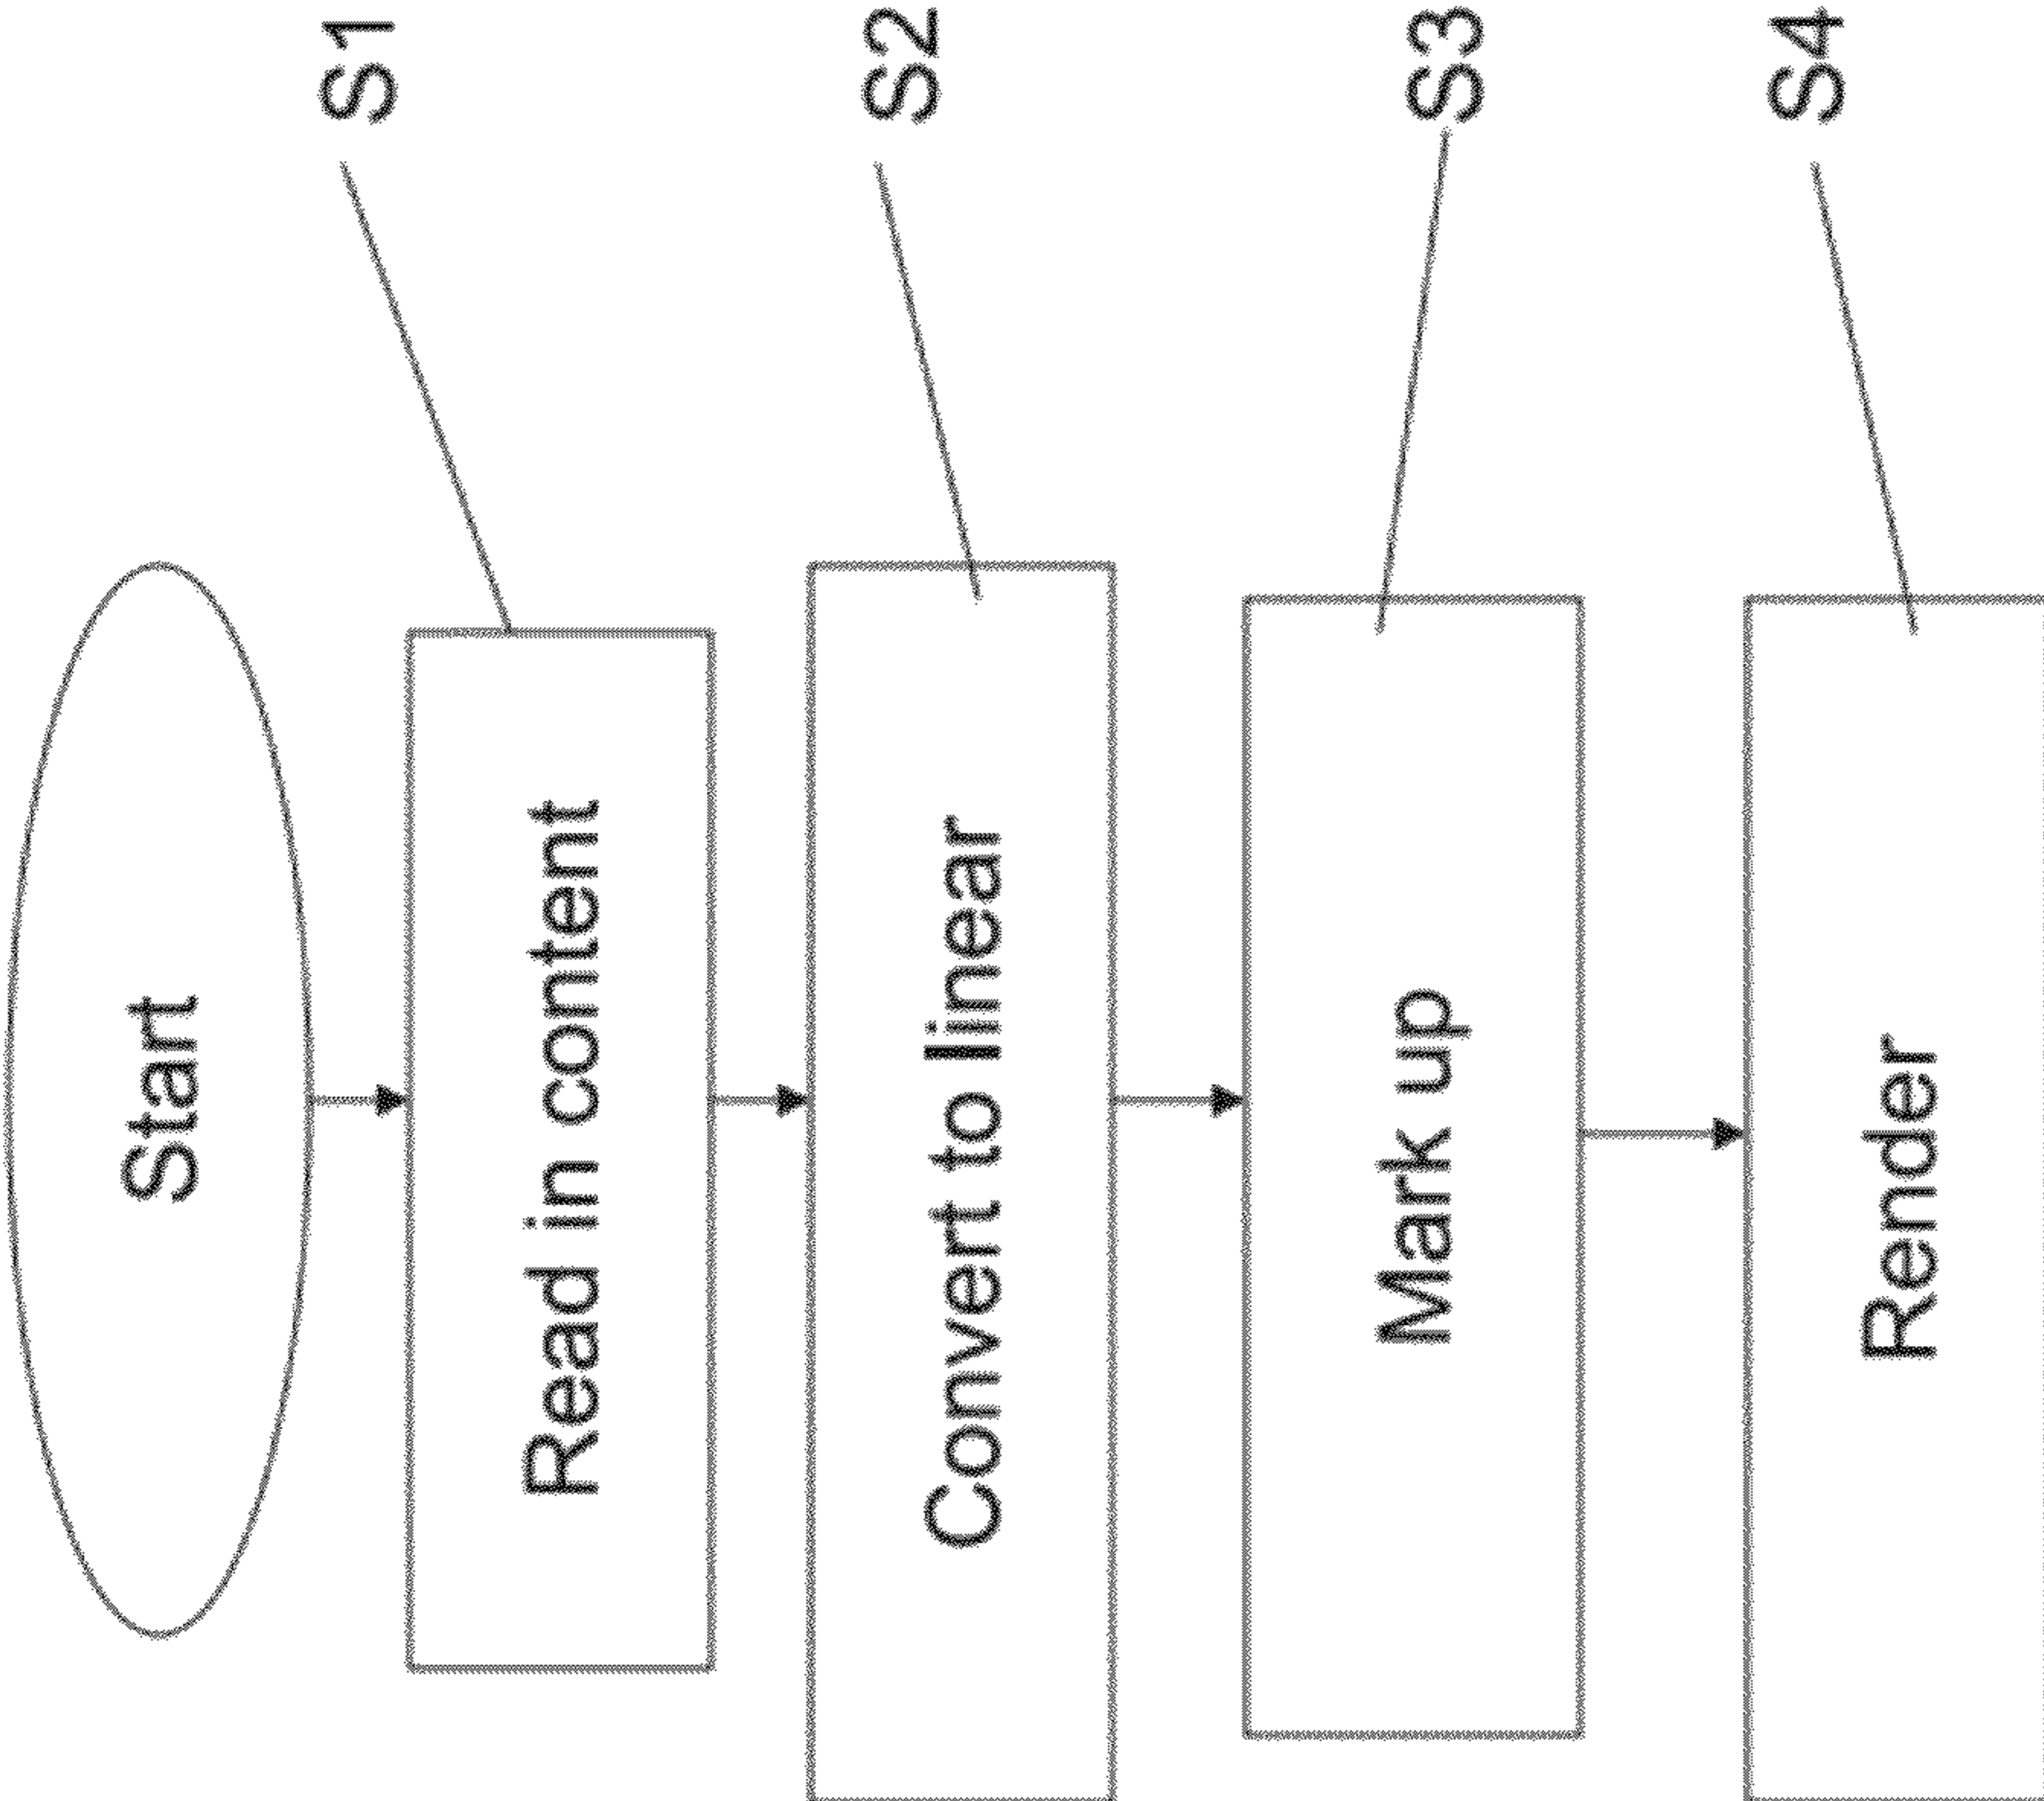 Start
Read in content
S1
Convert to linear
S2
Mark up
S3
Render
S4